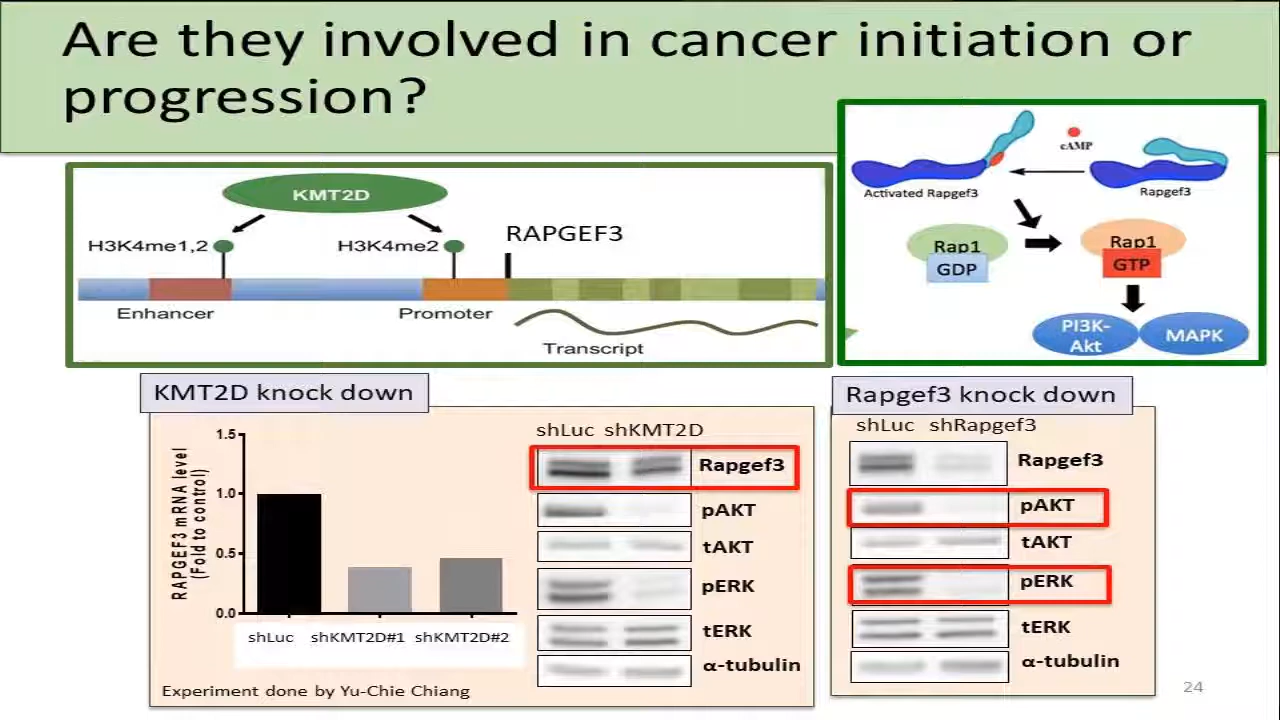 Are they involved in cancer initiation or
progression?
KMT2D
H3K4me1,2
H3K4me2
RAPGEF3
Enhancer
Promoter
Transcript
cAMP
Activated Rapgef3
Rapgef3
Rap1
GDP
Rap1
GTP
PI3K-
Akt
MAPK
KMT2D knock down
RAPGEF3 mRNA level
(Fold to control)
1.5
1.0
0.5
0.0
shLuc shKMT2D#1 shKMT2D#2
shLuc shKMT2D
Rapgef3
pAKT
tAKT
pERK
tERK
α-tubulin
Experiment done by Yu-Chie Chiang
Rapgef3 knock down
shLuc shRapgef3
Rapgef3
pAKT
tAKT
pERK
tERK
α-tubulin
24